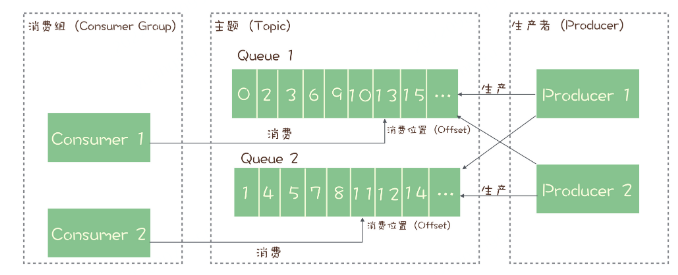 消费组 (Consumer Group)
Consumer 1
Consumer 2
消费
消费
主题 (Topic)
Queue 1
0 2 3 6 9 10 13 15 ...
消费位置 (Offset)
Queue 2
1 4 5 7 8 11 12 14 ...
消费位置 (Offset)
生产
生产
生产者 (Producer)
Producer 1
Producer 2